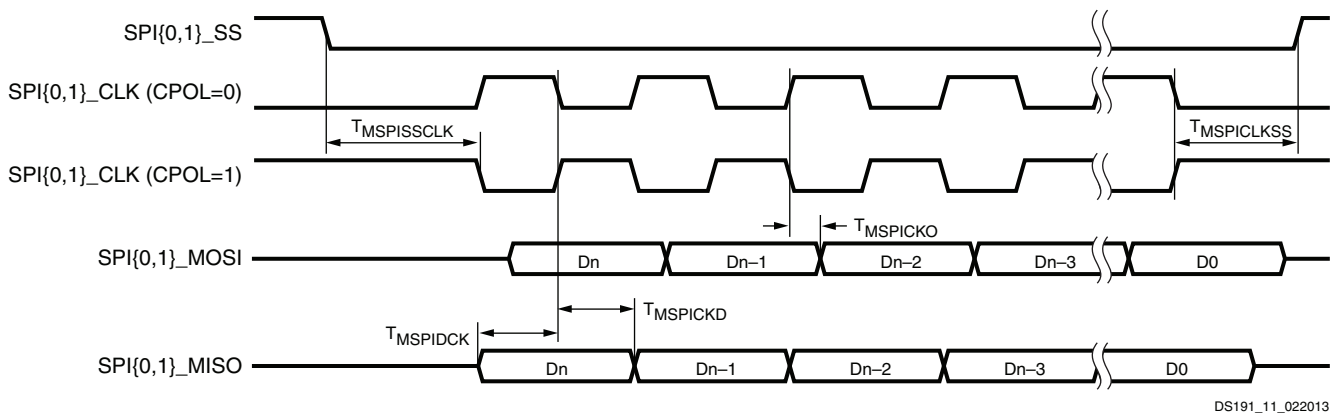 SPI{0,1}_SS
SPI{0,1}_CLK (CPOL=0)
TMSPISSCLK
TMSPICLKSS
SPI{0,1}_CLK (CPOL=1)
TMSPICKO
SPI{0,1}_MOSI
Dn Dn–1 Dn–2 Dn–3 D0
TMSPICKD
TMSPIDCK
SPI{0,1}_MISO
Dn Dn–1 Dn–2 Dn–3 D0
DS191_11_022013